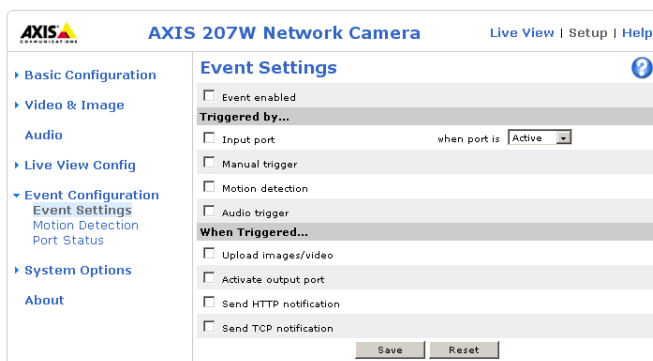 AXIS
COMMUNICATIONS
AXIS 207W Network Camera
Live View | Setup | Help
Basic Configuration
Video & Image
Audio
Live View Config
Event Configuration
Event Settings
Motion Detection
Port Status
System Options
About
Event Settings
?
Event enabled
Triggered by...
Input port when port is Active
Manual trigger
Motion detection
Audio trigger
When Triggered...
Upload images/video
Activate output port
Send HTTP notification
Send TCP notification
Save Reset